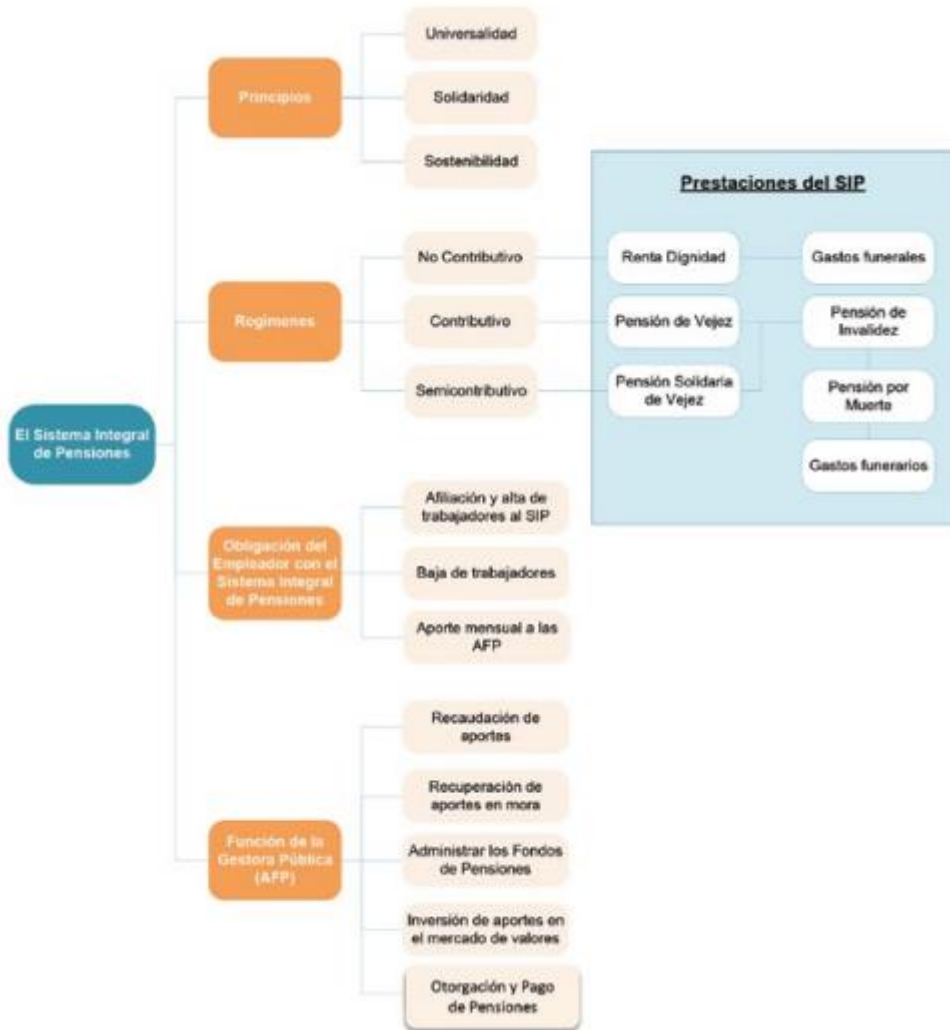 El Sistema Integral
de Pensiones
Principios
Universalidad
Solidaridad
Sostenibilidad
Regímenes
No Contributivo
Contributivo
Semicontributivo
Prestaciones del SIP
Renta Dignidad
Gastos funerales
Pensión de Vejez
Pensión de
Invalidez
Pensión Solidaria
de Vejez
Pensión por
Muerte
Gastos funerarios
Obligación del
Empleador con el
Sistema Integral
de Pensiones
Afiliación y alta de
trabajadores al SIP
Baja de trabajadores
Aporte mensual a las
AFP
Función de la
Gestora Pública
(AFP)
Recaudación de
aportes
Recuperación de
aportes en mora
Administrar los Fondos
de Pensiones
Inversión de aportes en
el mercado de valores
Otorgación y Pago
de Pensiones